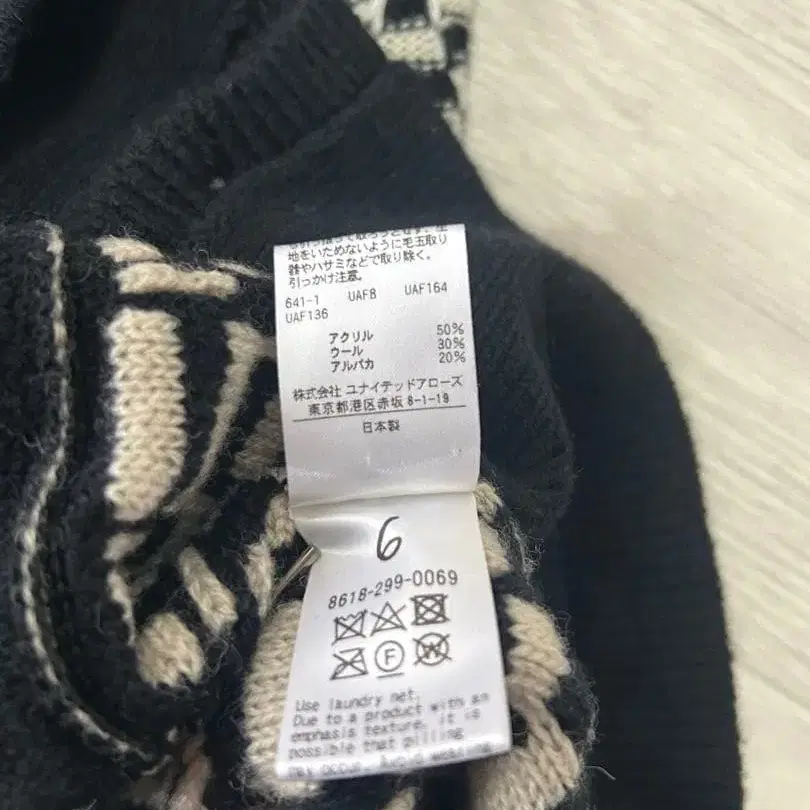 地をいためないように毛玉取り
器やハサミなどで取り除く。
引っかけ注意。
641-1 UAF8 UAF164
UAF136
アクリル 50%
ウール 30%
アルパカ 20%
株式会社 ユナイテッドアローズ
東京都港区赤坂 8-1-19
日本製
6
8618-299-0069
F
W
Use laundry net.
Due to a product with an
emphasis texture, it is
possible that pilling
may occur. Avoid wearing